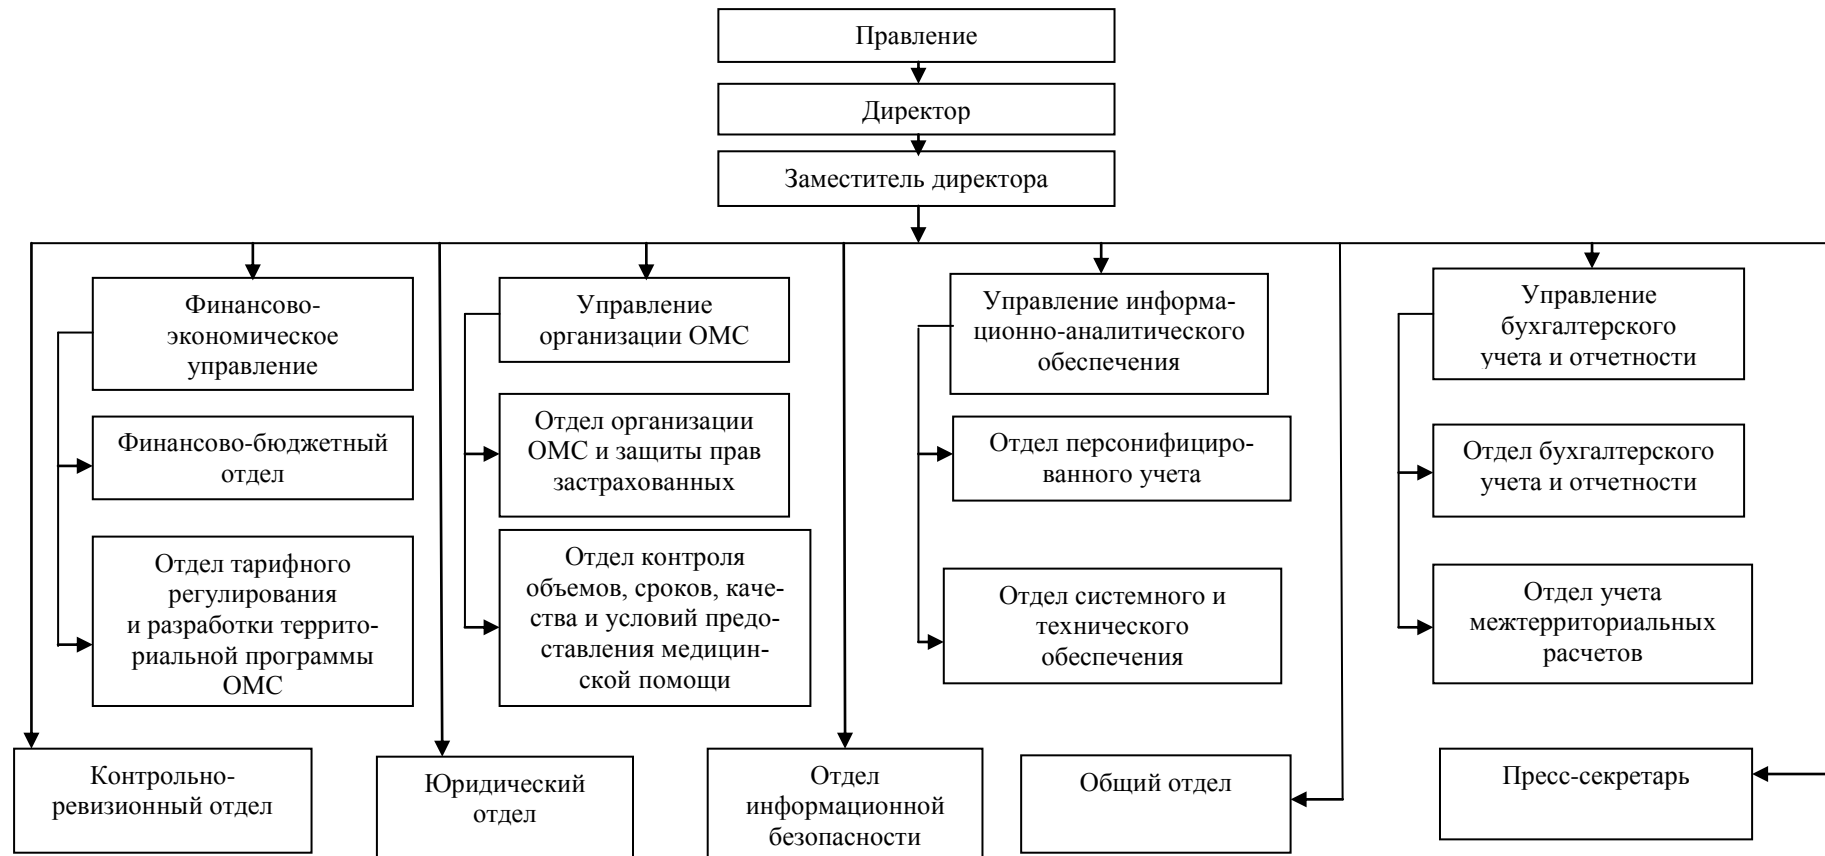 Правление
Директор
Заместитель директора
Финансово-
экономическое
управление
Управление
организации ОМС
Управление информа-
ционно-аналитического
обеспечения
Управление
бухгалтерского
учета и отчетности
Финансово-бюджетный
отдел
Отдел организации
ОМС и защиты прав
застрахованных
Отдел персонифициро-
ванного учета
Отдел бухгалтерского
учета и отчетности
Отдел тарифного
регулирования
и разработки террито-
риальной программы
ОМС
Отдел контроля
объемов, сроков, каче-
ства и условий предо-
ставления медицин-
ской помощи
Отдел системного и
технического
обеспечения
Отдел учета
межтерриториальных
расчетов
Контрольно-
ревизионный отдел
Юридический
отдел
Отдел
информационной
безопасности
Общий отдел
Пресс-секретарь